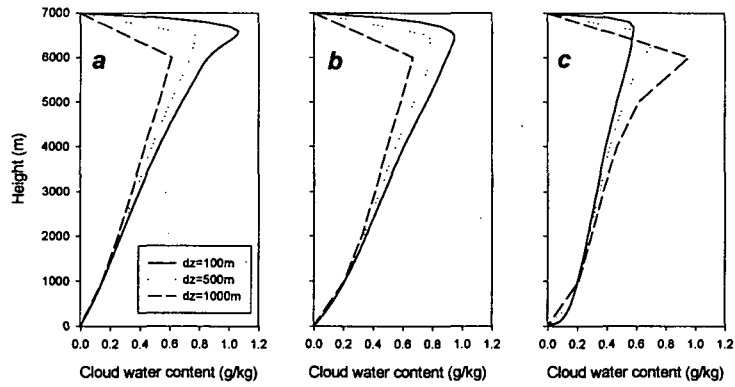 7000
6000
5000
4000
3000
2000
1000
0
Height (m)
a
b
c
dz=100m
dz=500m
dz=1000m
0.0 0.2 0.4 0.6 0.8 1.0 1.2
0.0 0.2 0.4 0.6 0.8 1.0 1.2
0.0 0.2 0.4 0.6 0.8 1.0 1.2
Cloud water content (g/kg)
Cloud water content (g/kg)
Cloud water content (g/kg)